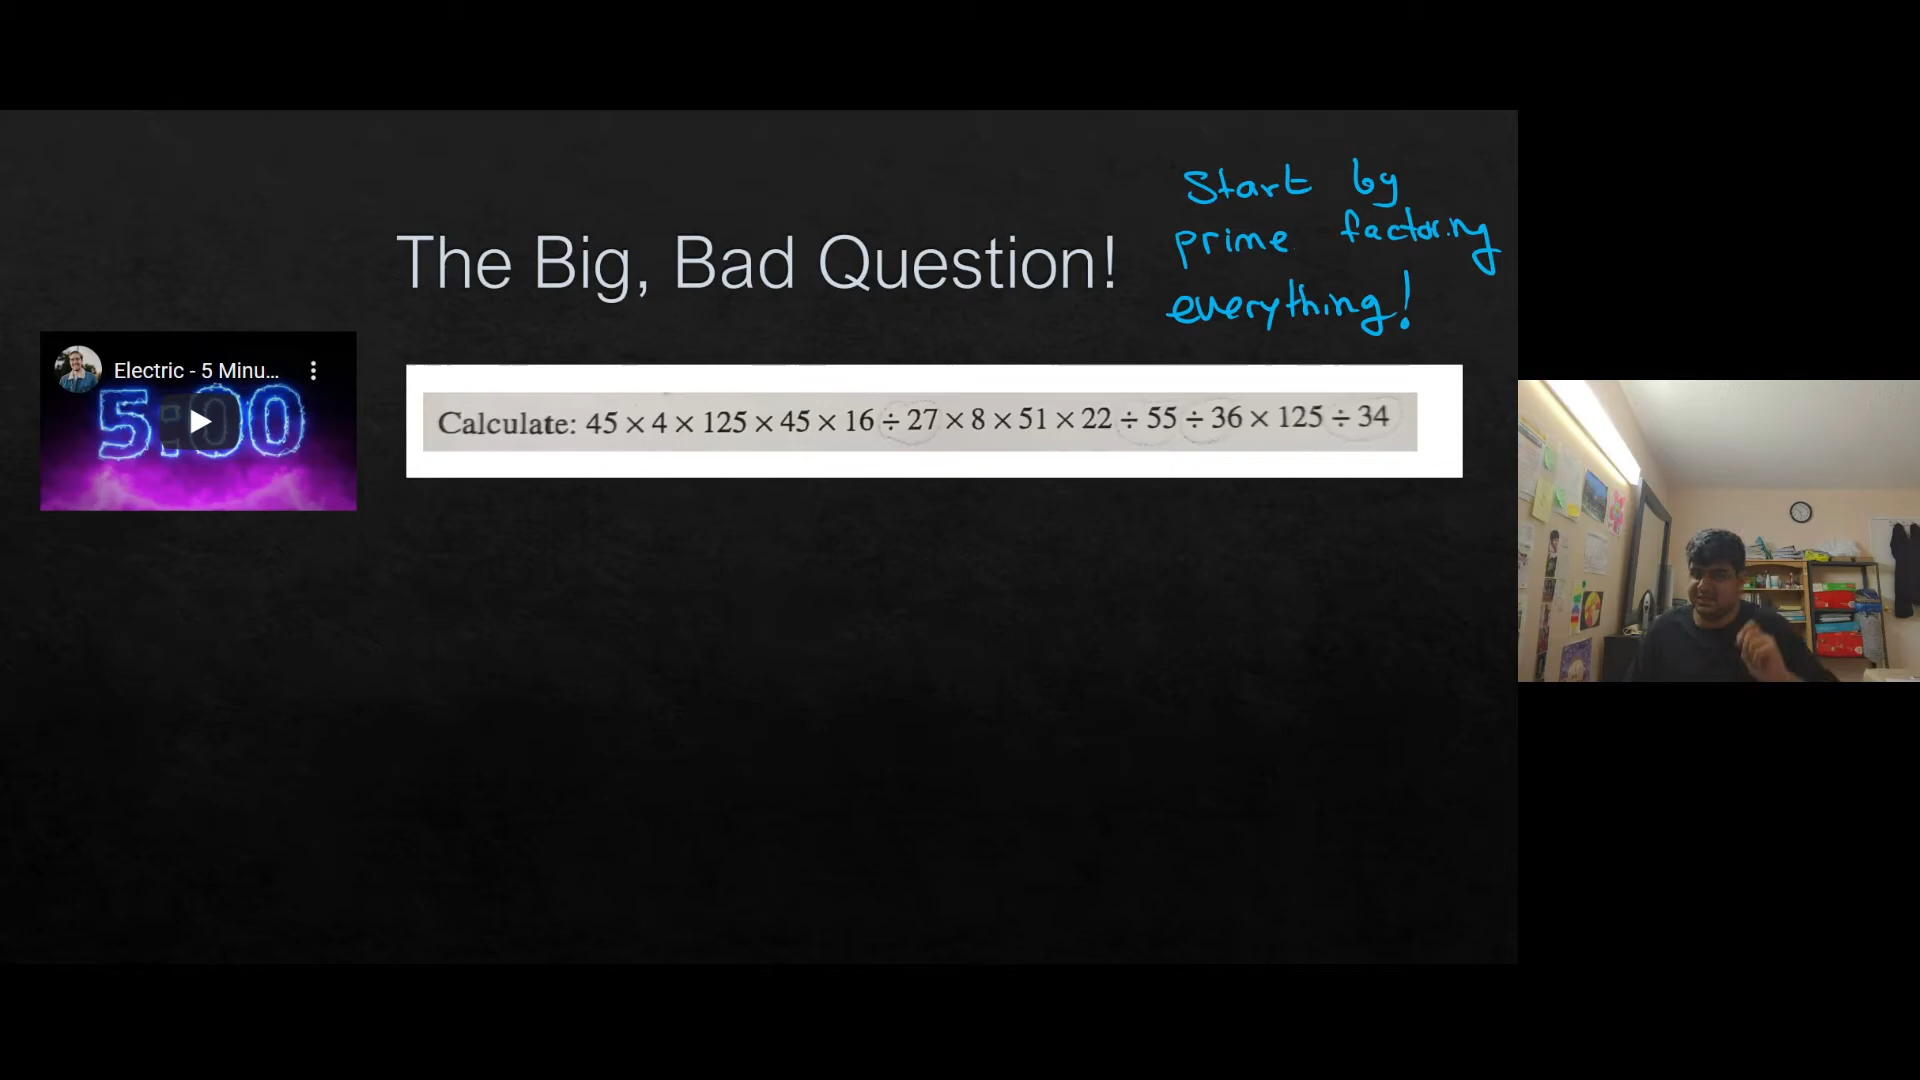 Start by
prime factoring
everything!
The Big, Bad Question!
Electric - 5 Minu...
5:00
Calculate: 45 × 4 × 125 × 45 × 16 ÷ 27 × 8 × 51 × 22 ÷ 55 ÷ 36 × 125 ÷ 34